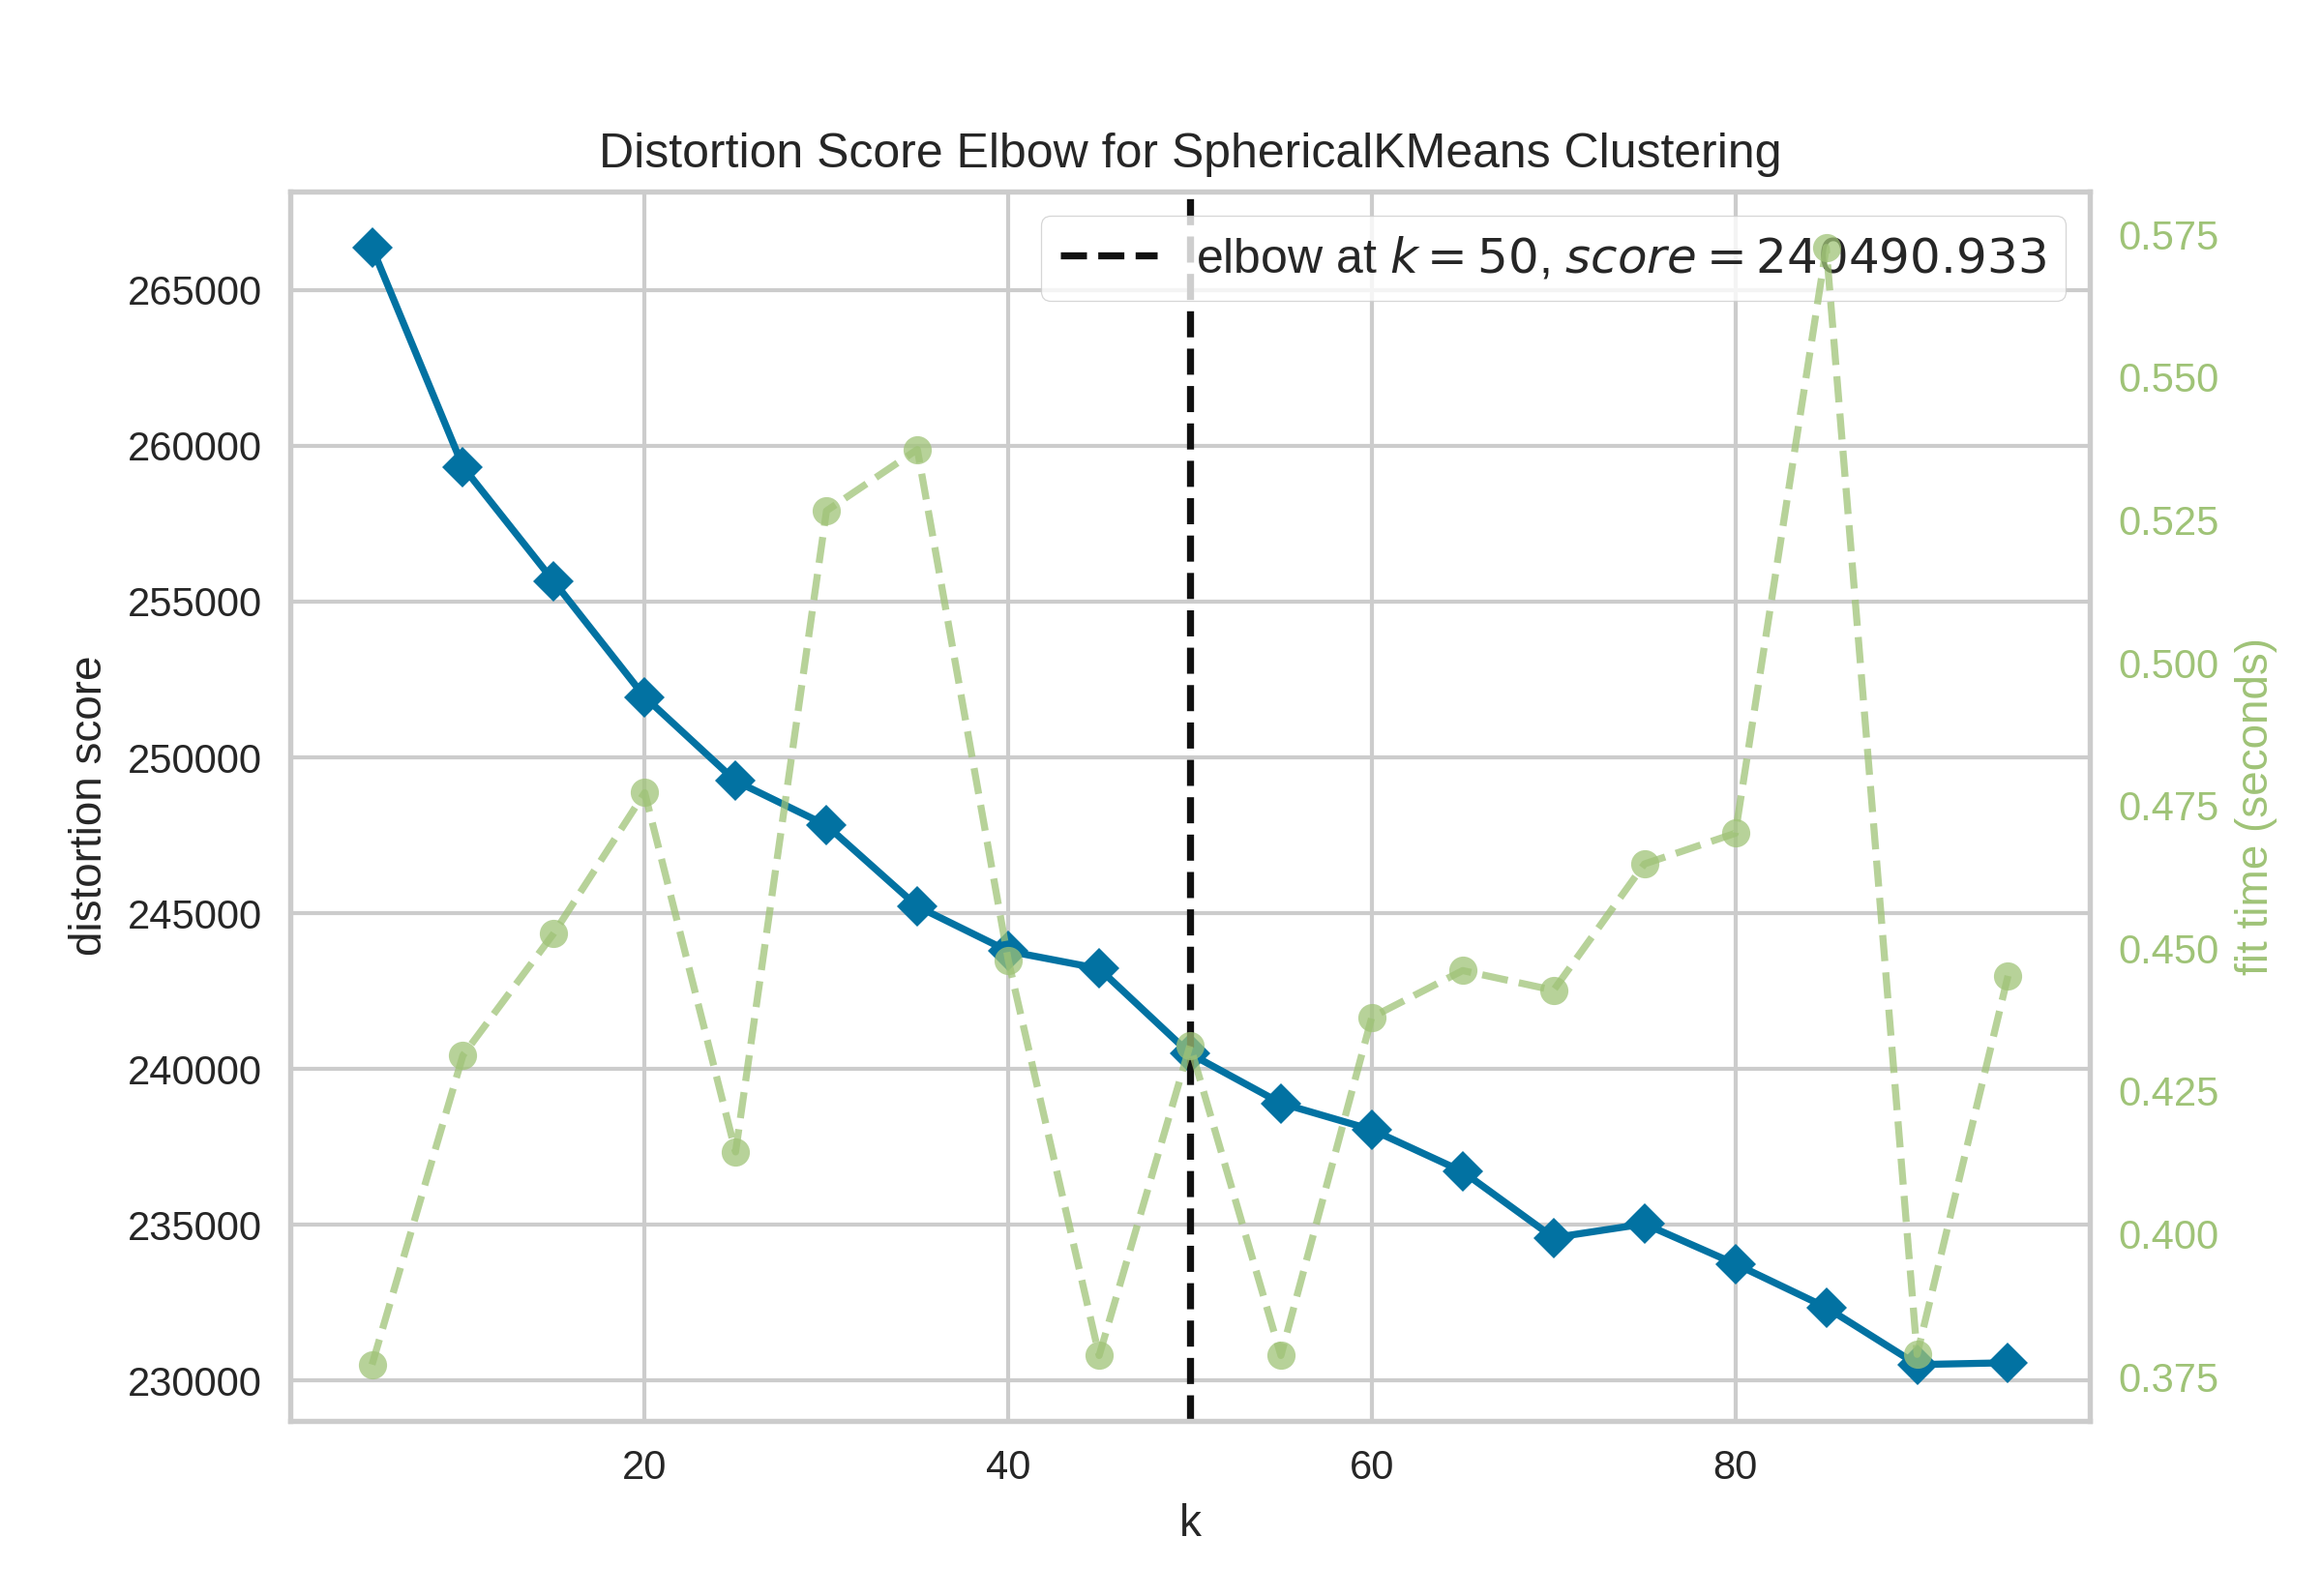 Distortion Score Elbow for SphericalKMeans Clustering
elbow at k = 50, score = 240490.933
265000
260000
255000
250000
245000
240000
235000
230000
distortion score
0.575
0.550
0.525
0.500
0.475
0.450
0.425
0.400
0.375
fit time (seconds)
20 40 60 80
k